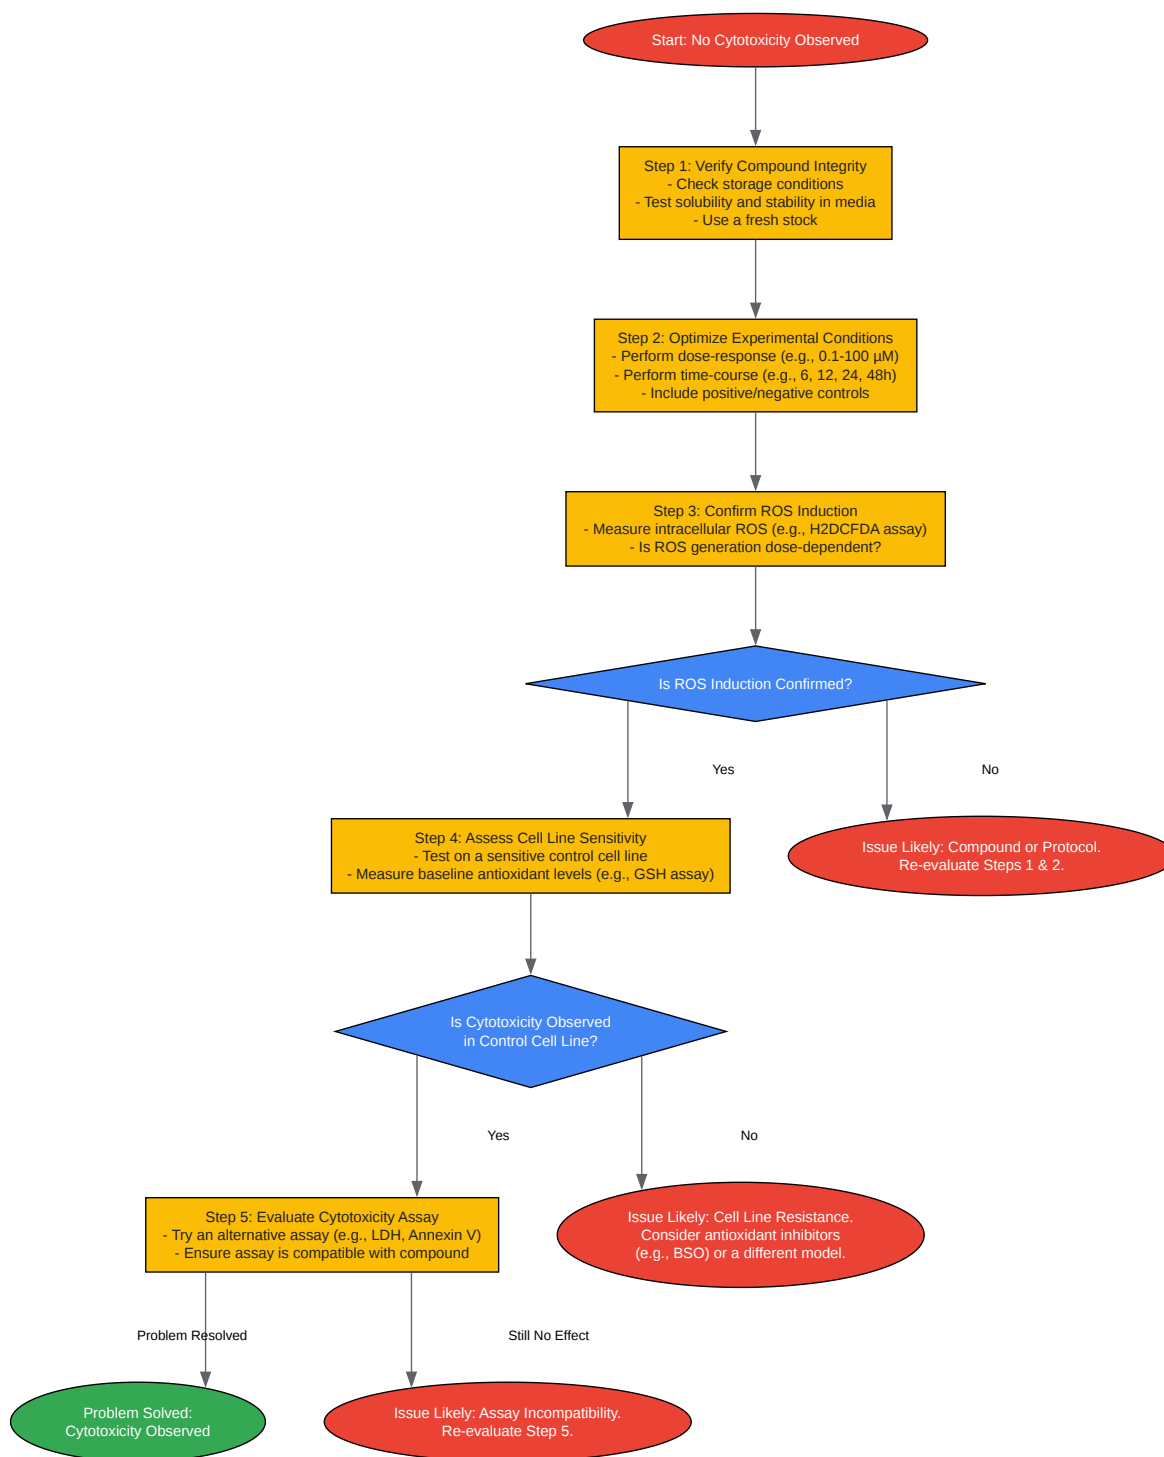 Start: No Cytotoxicity Observed
Step 1: Verify Compound Integrity
- Check storage conditions
- Test solubility and stability in media
- Use a fresh stock
Step 2: Optimize Experimental Conditions
- Perform dose-response (e.g., 0.1-100 µM)
- Perform time-course (e.g., 6, 12, 24, 48h)
- Include positive/negative controls
Step 3: Confirm ROS Induction
- Measure intracellular ROS (e.g., H2DCFDA assay)
- Is ROS generation dose-dependent?
Is ROS Induction Confirmed?
Yes
No
Step 4: Assess Cell Line Sensitivity
- Test on a sensitive control cell line
- Measure baseline antioxidant levels (e.g., GSH assay)
Issue Likely: Compound or Protocol.
Re-evaluate Steps 1 & 2.
Is Cytotoxicity Observed
in Control Cell Line?
Yes
No
Step 5: Evaluate Cytotoxicity Assay
- Try an alternative assay (e.g., LDH, Annexin V)
- Ensure assay is compatible with compound
Issue Likely: Cell Line Resistance.
Consider antioxidant inhibitors
(e.g., BSO) or a different model.
Problem Resolved
Still No Effect
Problem Solved:
Cytotoxicity Observed
Issue Likely: Assay Incompatibility.
Re-evaluate Step 5.